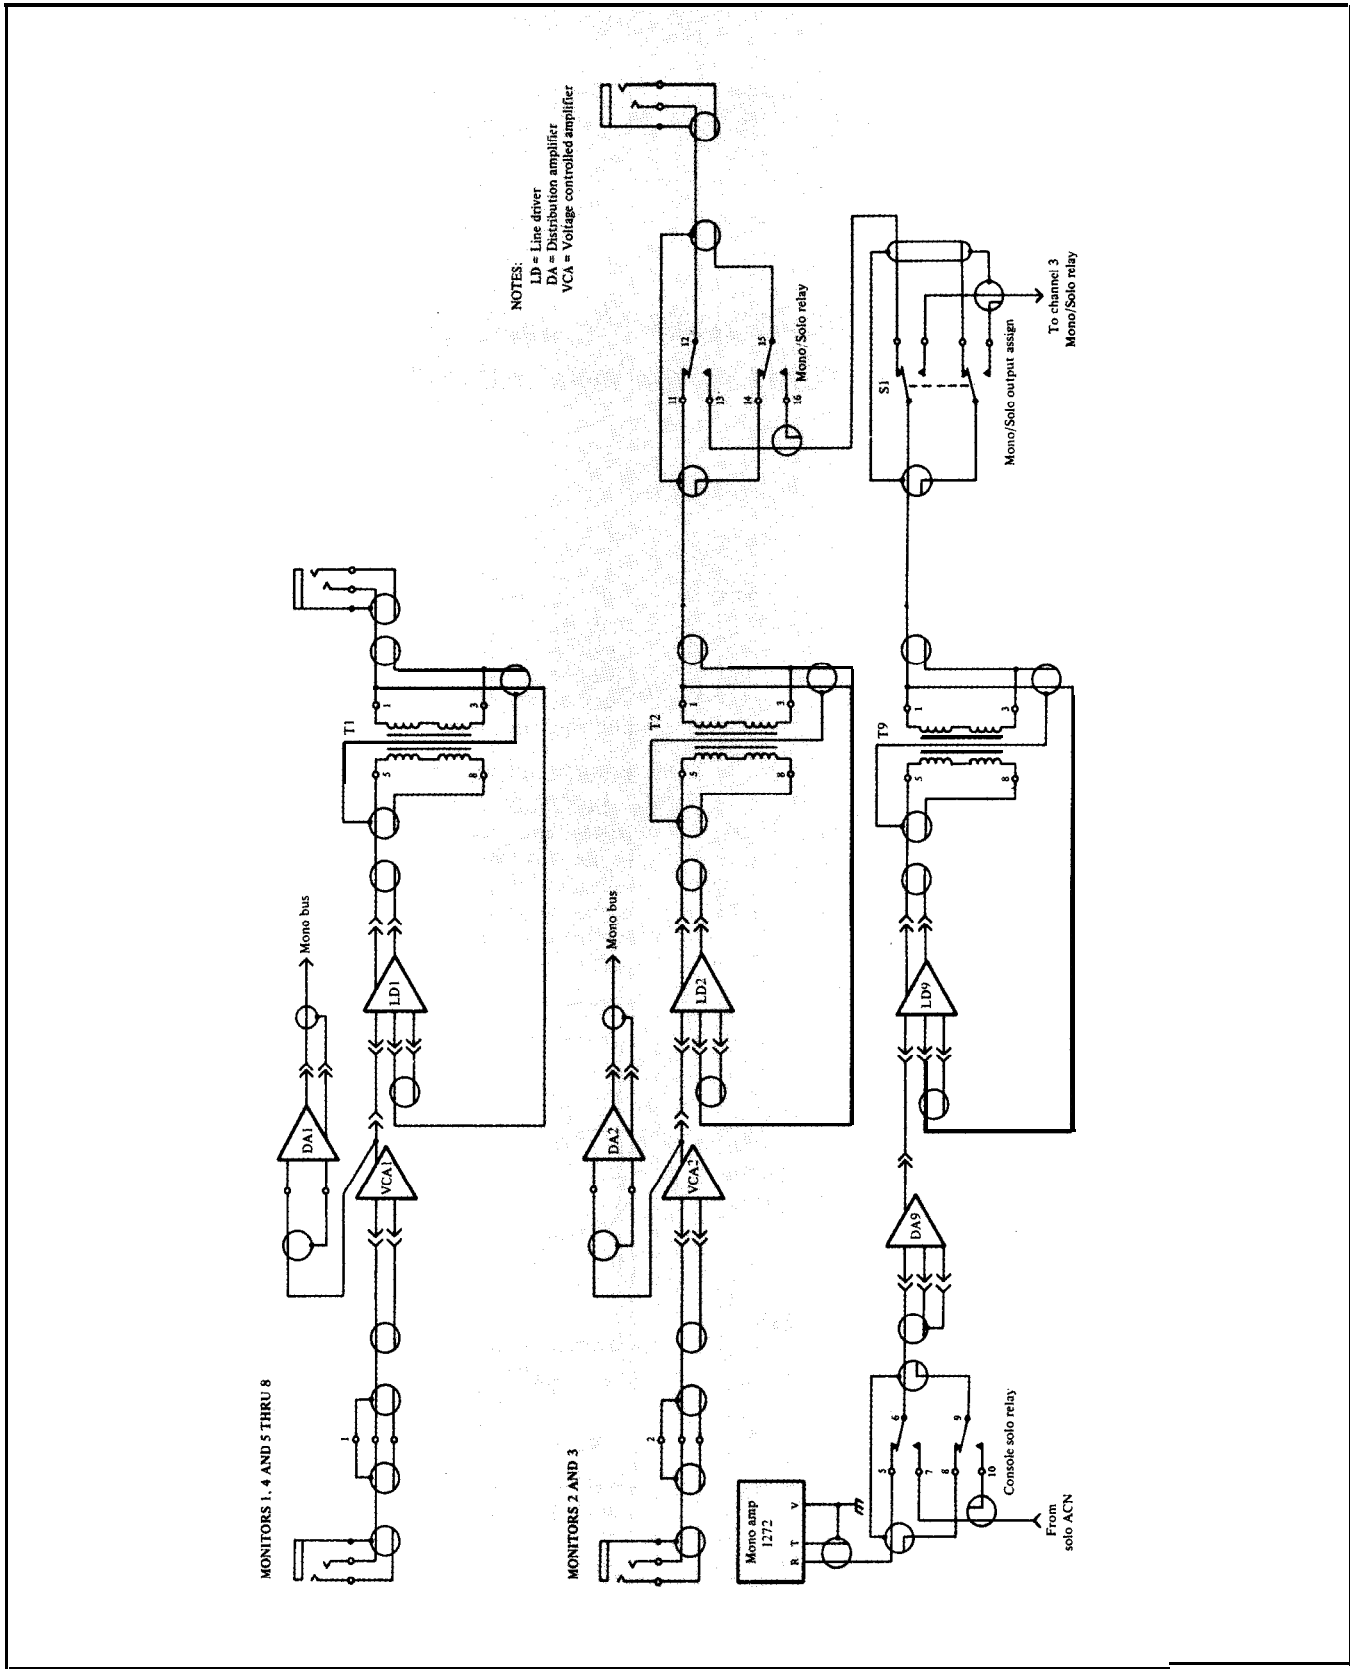 MONITORS 1, 4 AND 5 THRU 8
1
VCA1
DA1
Mono bus
LD1
T1
5
8
1
3
MONITORS 2 AND 3
2
VCA2
DA2
Mono bus
LD2
T2
5
8
1
3
11
12
13
14
15
16
Mono/Solo relay
NOTES:
LD = Line driver
DA = Distribution amplifier
VCA = Voltage controlled amplifier
Mono amp
1272
R T V
5
6
7
8
9
10
Console solo relay
From
solo ACN
DA9
LD9
T9
5
8
1
3
S1
Mono/Solo output assign
To channel 3
Mono/Solo relay